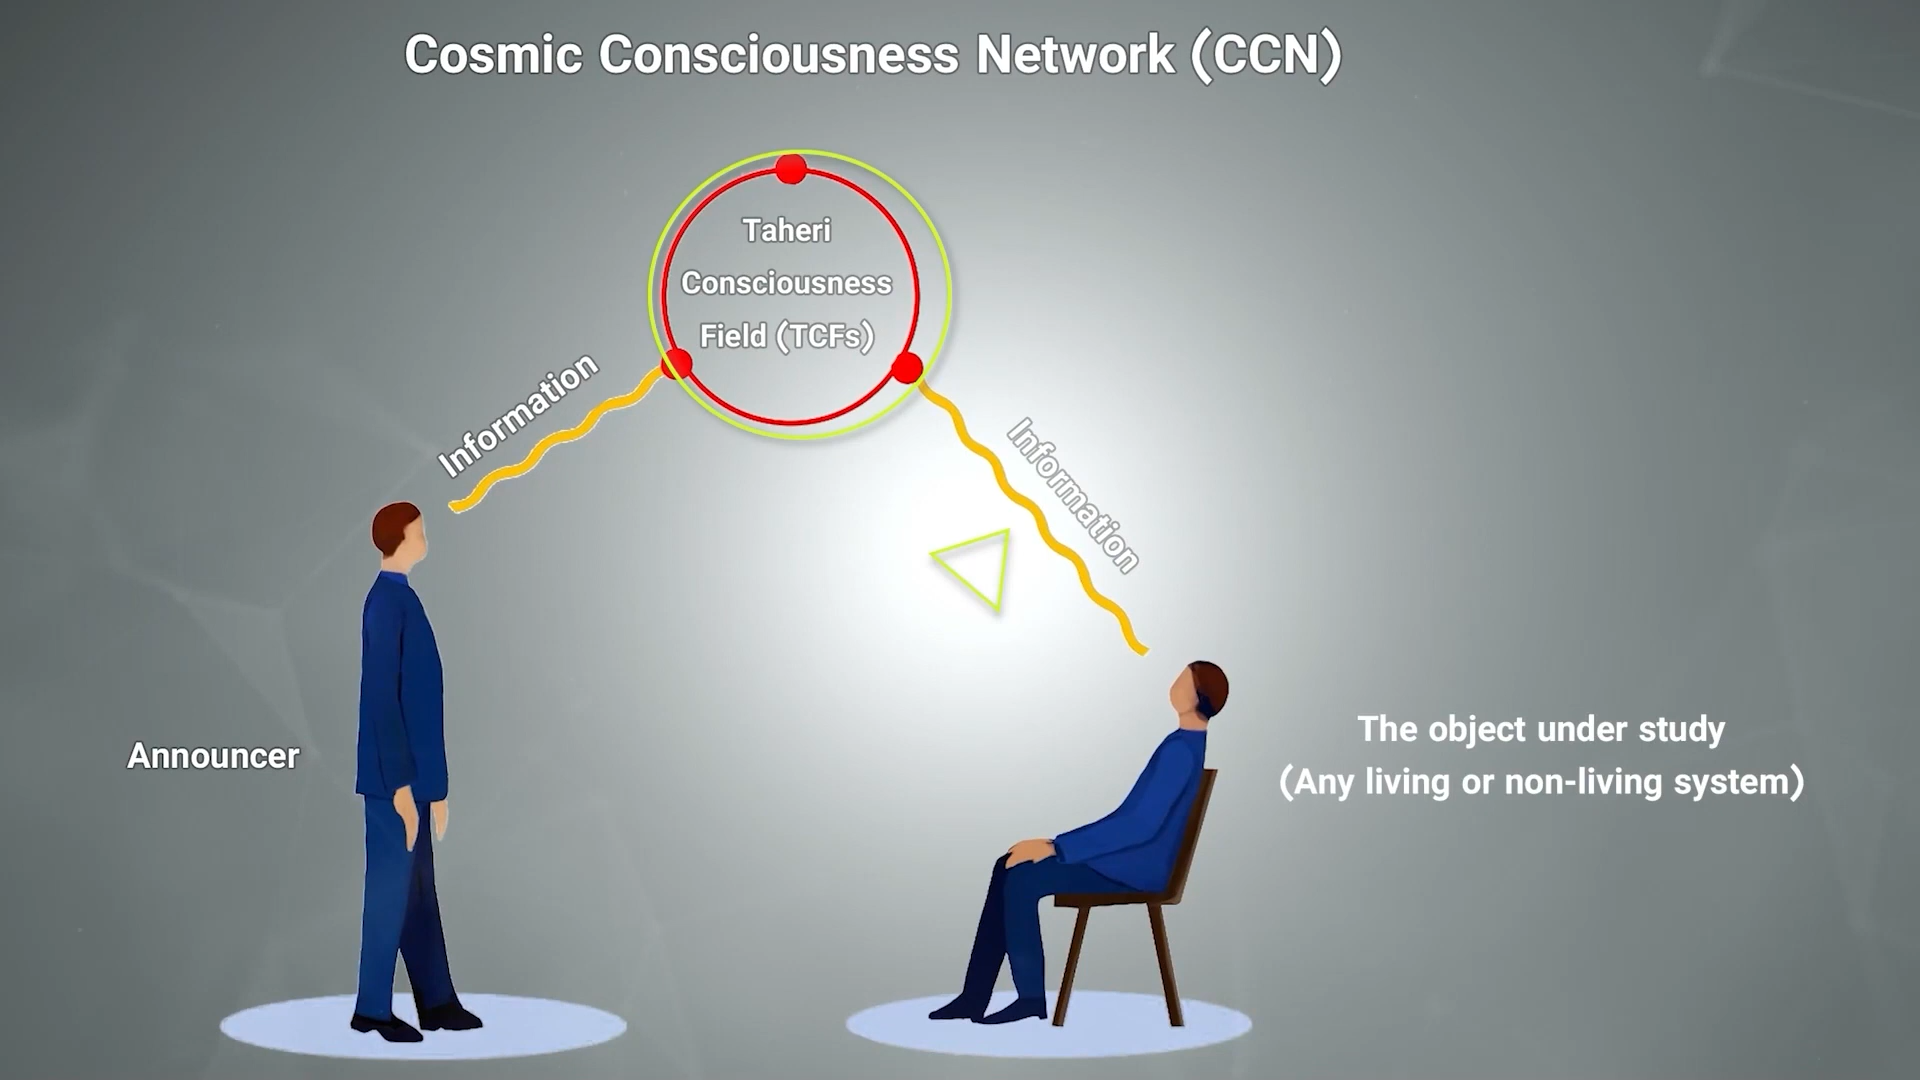 Cosmic Consciousness Network (CCN)
Taheri
Consciousness
Field (TCFs)
Information
Information
Announcer
The object under study
(Any living or non-living system)